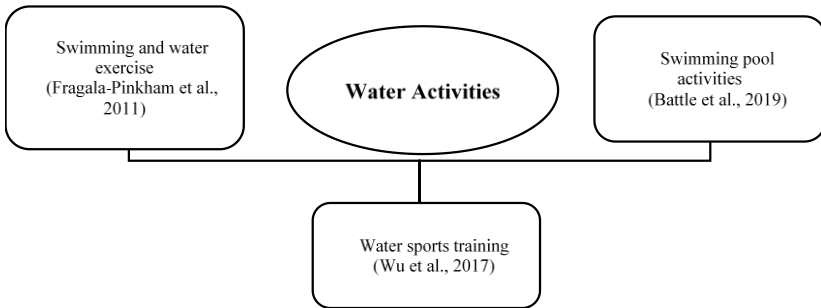 Swimming and water
exercise
(Fragala-Pinkham et al.,
2011)
Water Activities
Swimming pool
activities
(Battle et al., 2019)
Water sports training
(Wu et al., 2017)